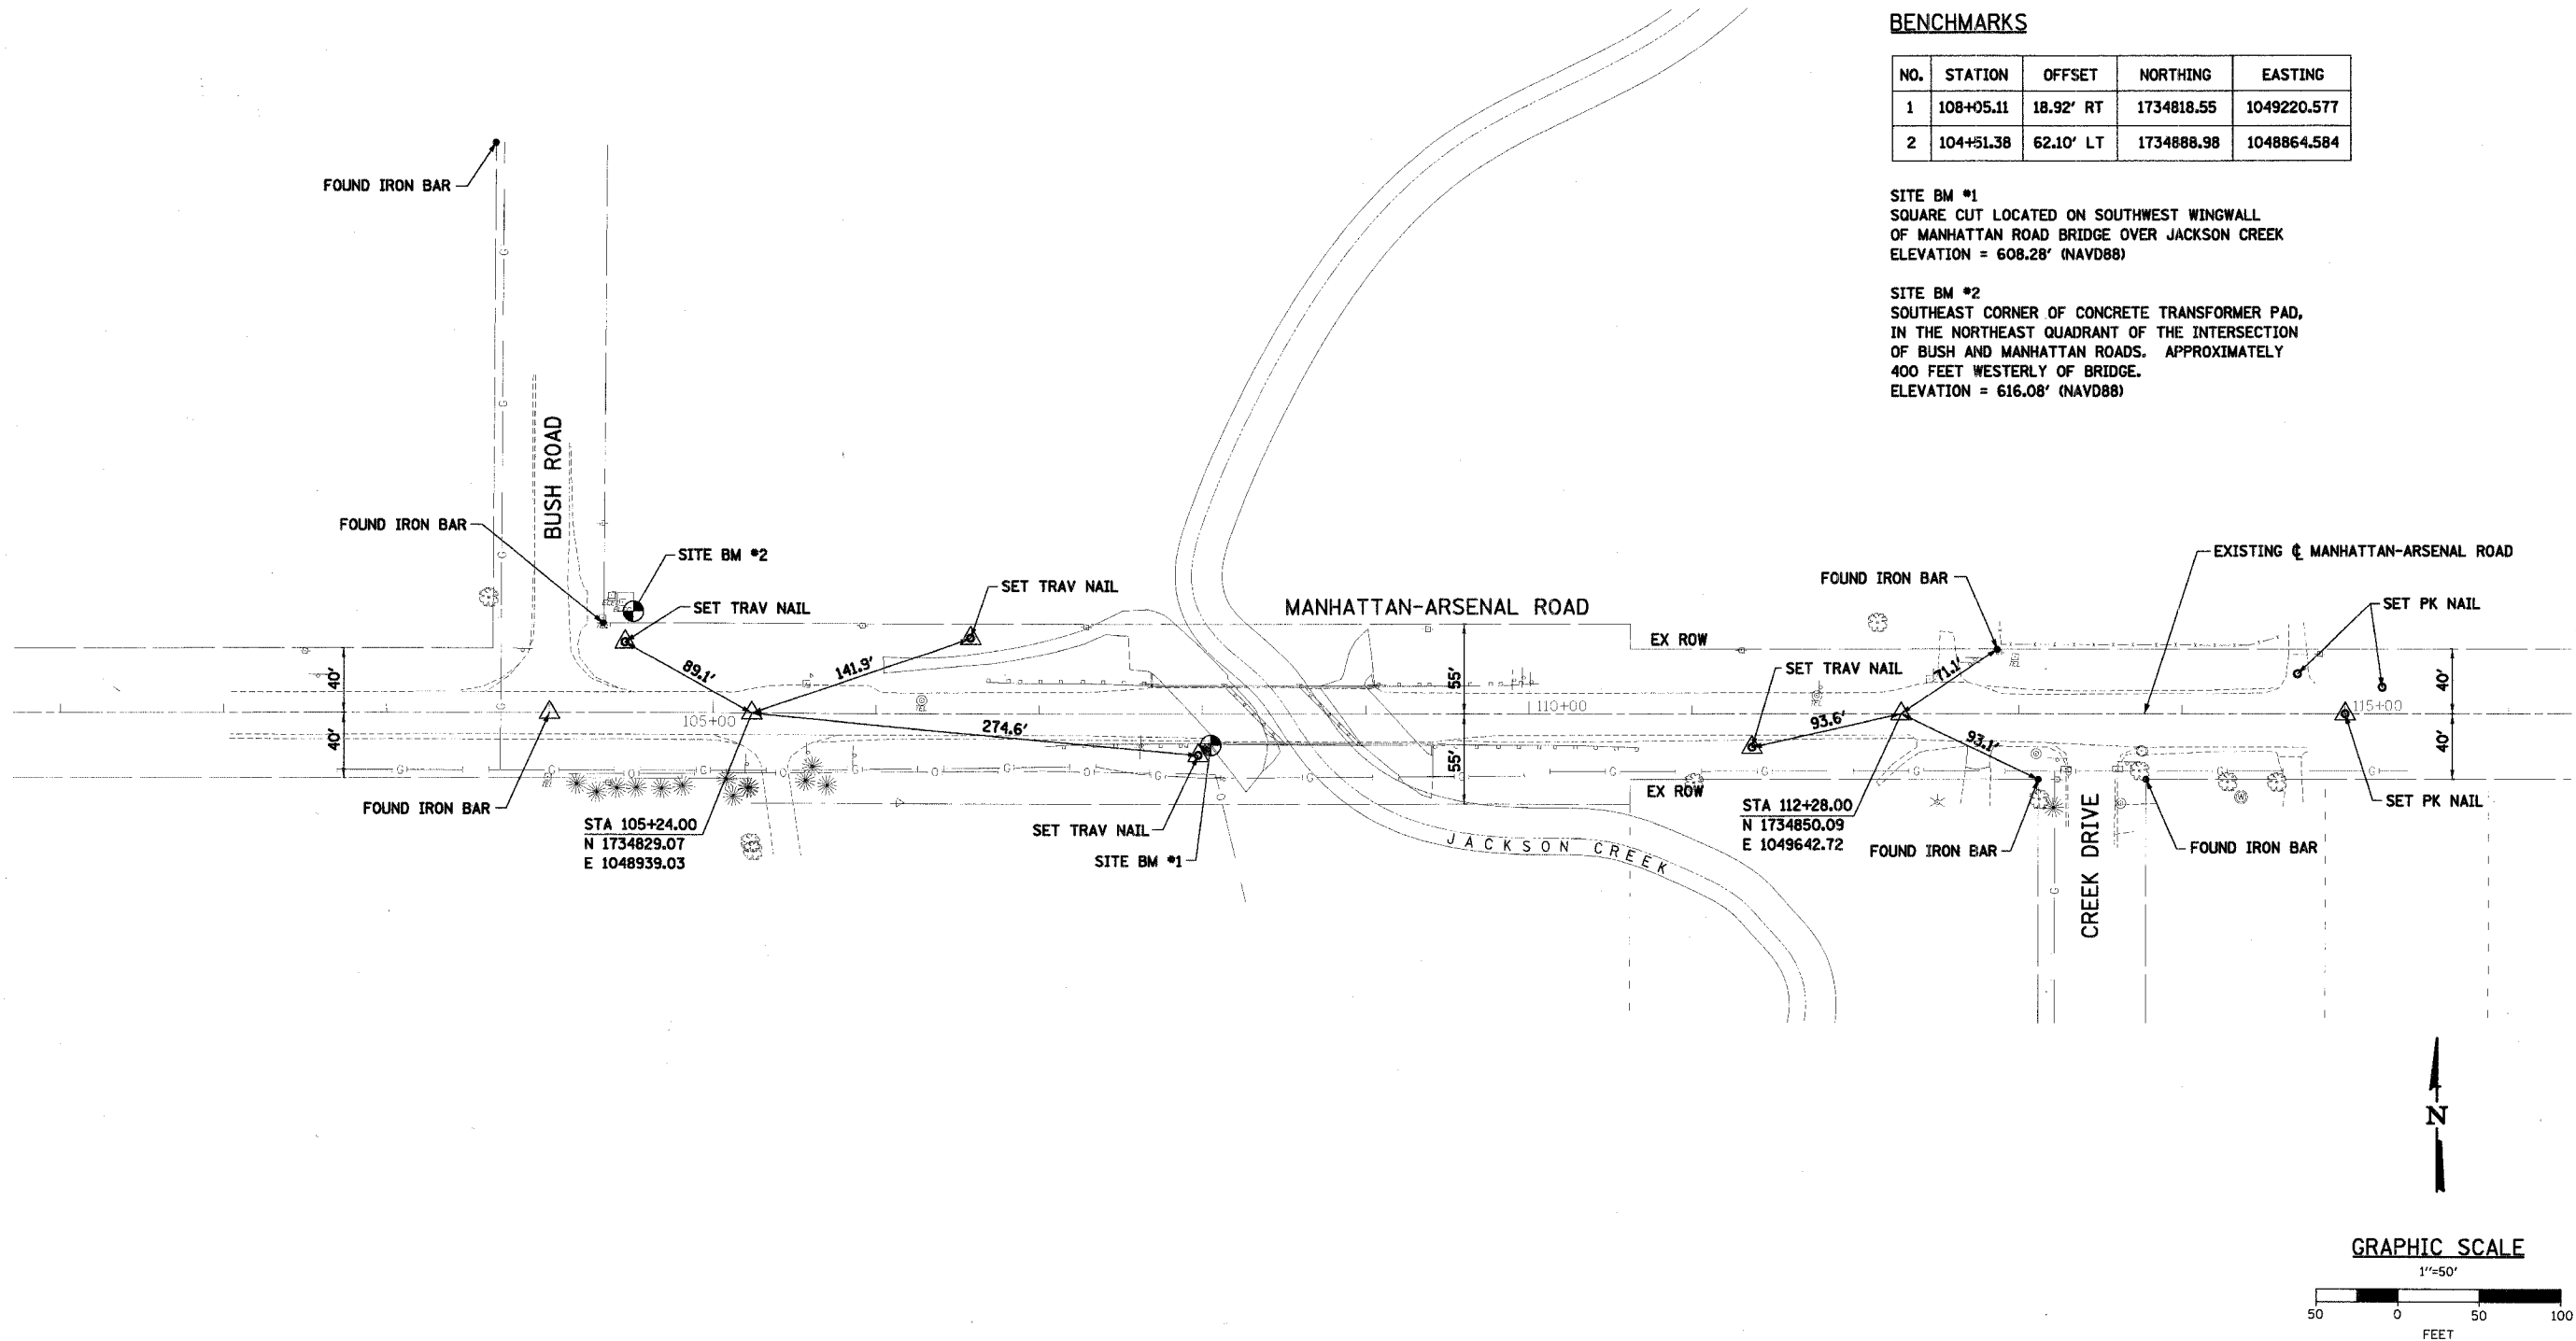 BENCHMARKS
NO. STATION OFFSET NORTHING EASTING
1 108+05.11 18.92' RT 1734818.55 1049220.577
2 104+51.38 62.10' LT 1734888.98 1048864.584
SITE BM #1
SQUARE CUT LOCATED ON SOUTHWEST WINGWALL
OF MANHATTAN ROAD BRIDGE OVER JACKSON CREEK
ELEVATION = 608.28' (NAVD88)
SITE BM #2
SOUTHEAST CORNER OF CONCRETE TRANSFORMER PAD,
IN THE NORTHEAST QUADRANT OF THE INTERSECTION
OF BUSH AND MANHATTAN ROADS. APPROXIMATELY
400 FEET WESTERLY OF BRIDGE.
ELEVATION = 616.08' (NAVD88)
FOUND IRON BAR
BUSH ROAD
FOUND IRON BAR
SITE BM #2
SET TRAV NAIL
SET TRAV NAIL
MANHATTAN-ARSENAL ROAD
FOUND IRON BAR
EXISTING ℄ MANHATTAN-ARSENAL ROAD
SET PK NAIL
EX ROW
SET TRAV NAIL
40'
89.1'
141.9'
55'
71.1'
40'
105+00
110+00
115+00
40'
274.6'
55'
93.6'
93.1'
40'
EX ROW
FOUND IRON BAR
STA 105+24.00
N 1734829.07
E 1048939.03
SET TRAV NAIL
SITE BM #1
JACKSON CREEK
STA 112+28.00
N 1734850.09
E 1049642.72
FOUND IRON BAR
CREEK DRIVE
FOUND IRON BAR
SET PK NAIL
N
GRAPHIC SCALE
1"=50'
50 0 50 100
FEET